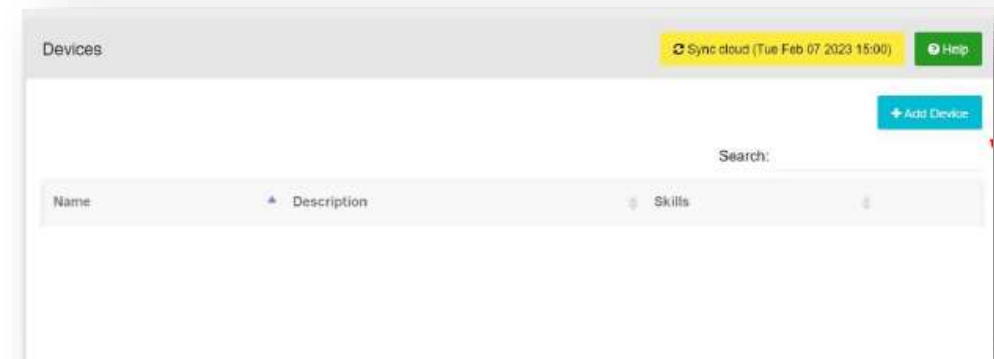 Devices
Sync cloud (Tue Feb 07 2023 15:00)
Help
Add Device
Search:
Name Description Skills